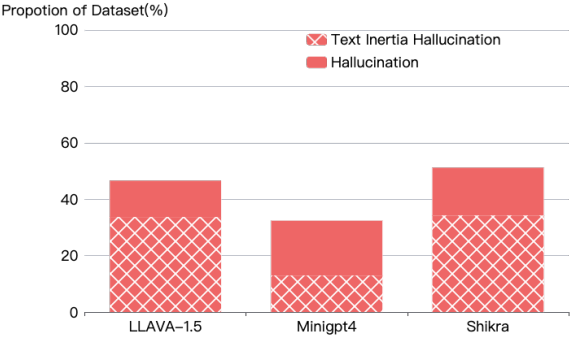 Propotion of Dataset(%)
100
Text Inertia Hallucination
Hallucination
80
60
40
20
0
LLAVA-1.5
Minigpt4
Shikra